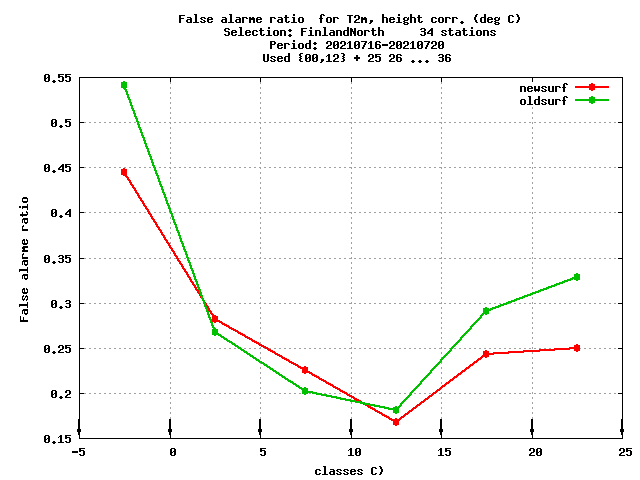 False alarme ratio  for T2m, height corr. (deg C)
Selection: FinlandNorth     34 stations
Period: 20210716-20210720
Used {00,12} + 25 26 ... 36
newsurf
oldsurf
False alarme ratio
0.55
0.5
0.45
0.4
0.35
0.3
0.25
0.2
0.15
-5 0 5 10 15 20 25
classes C)